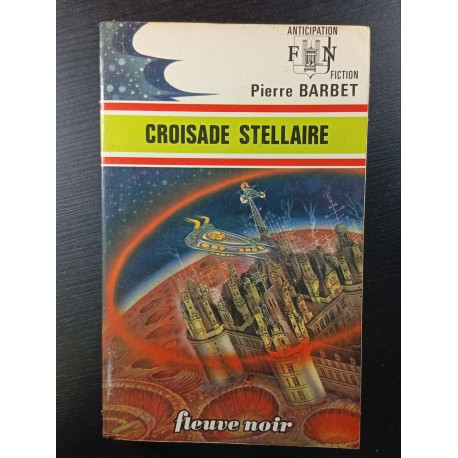 ANTICIPATION
F N
FICTION
Pierre BARBET
CROISADE STELLAIRE
fleuve noir